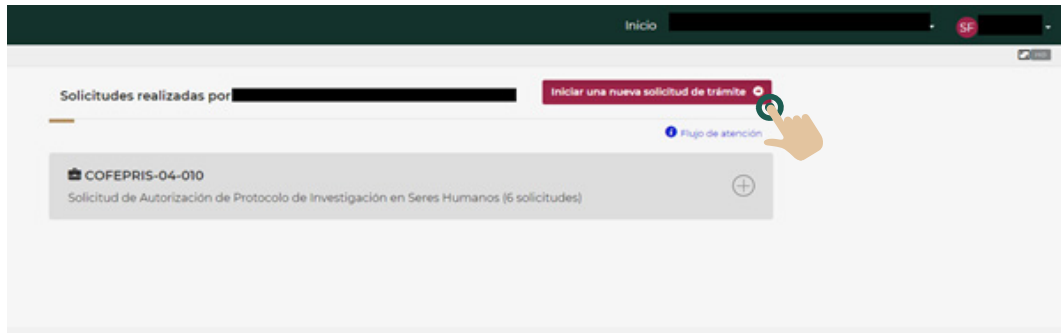 Inicio
SF
Solicitudes realizadas por
Iniciar una nueva solicitud de trámite
Flujo de atención
COFEPRIS-04-010
Solicitud de Autorización de Protocolo de Investigación en Seres Humanos (6 solicitudes)